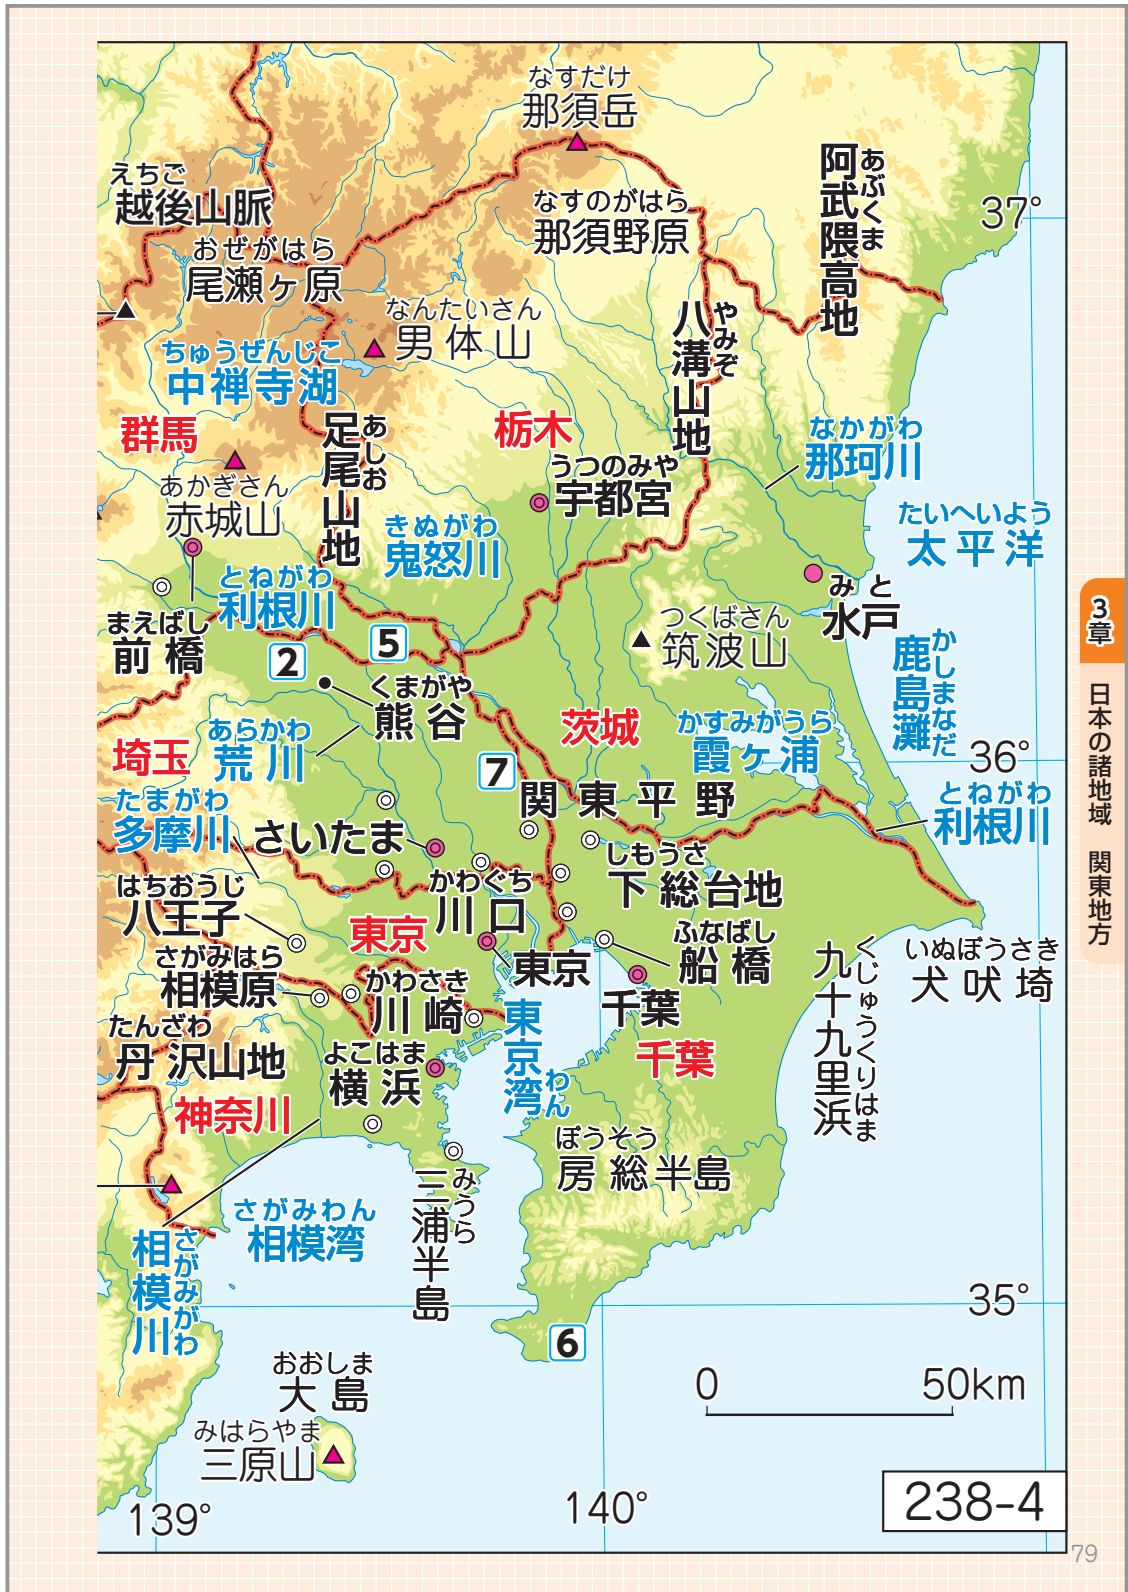 なすだけ
那須岳
えちご
越後山脈
おぜがはら
尾瀬ヶ原
なすのがはら
那須野原
あぶくま
阿武隈高地
37°
なんたいさん
男体山
やみぞ
八溝山地
ちゅうぜんじこ
中禅寺湖
群馬
あしお
足尾山地
栃木
うつのみや
宇都宮
なかがわ
那珂川
あかぎさん
赤城山
きぬがわ
鬼怒川
たいへいよう
太平洋
とねがわ
利根川
まえばし
前橋
みと
水戸
つくばさん
筑波山
かしまなだ
鹿島灘
2
5
くまがや
熊谷
あらかわ
荒川
埼玉
茨城
かすみがうら
霞ヶ浦
36°
7
関東平野
たまがわ
多摩川
さいたま
とねがわ
利根川
しもうさ
下総台地
はちおうじ
八王子
かわぐち
川口
東京
ふなばし
船橋
さがみはら
相模原
東京
かわさき
川崎
千葉
くじゅうくりはま
九十九里浜
いぬぼうさき
犬吠埼
たんざわ
丹沢山地
よこはま
横浜
東京湾
わん
千葉
神奈川
ぼうそう
房総半島
みうら
三浦半島
さがみわん
相模湾
さがみがわ
相模川
35°
6
おおしま
大島
みはらやま
三原山
0
50km
139°
140°
238-4
3章
日本の諸地域 関東地方
79